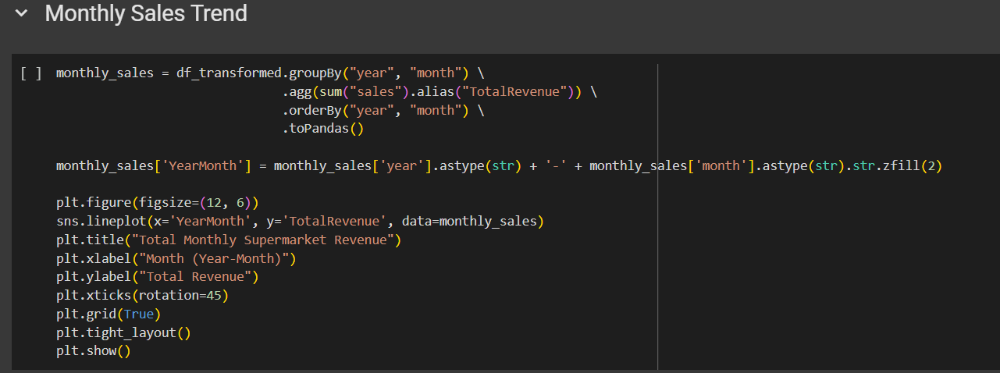 Monthly Sales Trend
[ ] monthly_sales = df_transformed.groupBy("year", "month") \
.agg(sum("sales").alias("TotalRevenue")) \
.orderBy("year", "month") \
.toPandas()
monthly_sales['YearMonth'] = monthly_sales['year'].astype(str) + '-' + monthly_sales['month'].astype(str).str.zfill(2)
plt.figure(figsize=(12, 6))
sns.lineplot(x='YearMonth', y='TotalRevenue', data=monthly_sales)
plt.title("Total Monthly Supermarket Revenue")
plt.xlabel("Month (Year-Month)")
plt.ylabel("Total Revenue")
plt.xticks(rotation=45)
plt.grid(True)
plt.tight_layout()
plt.show()